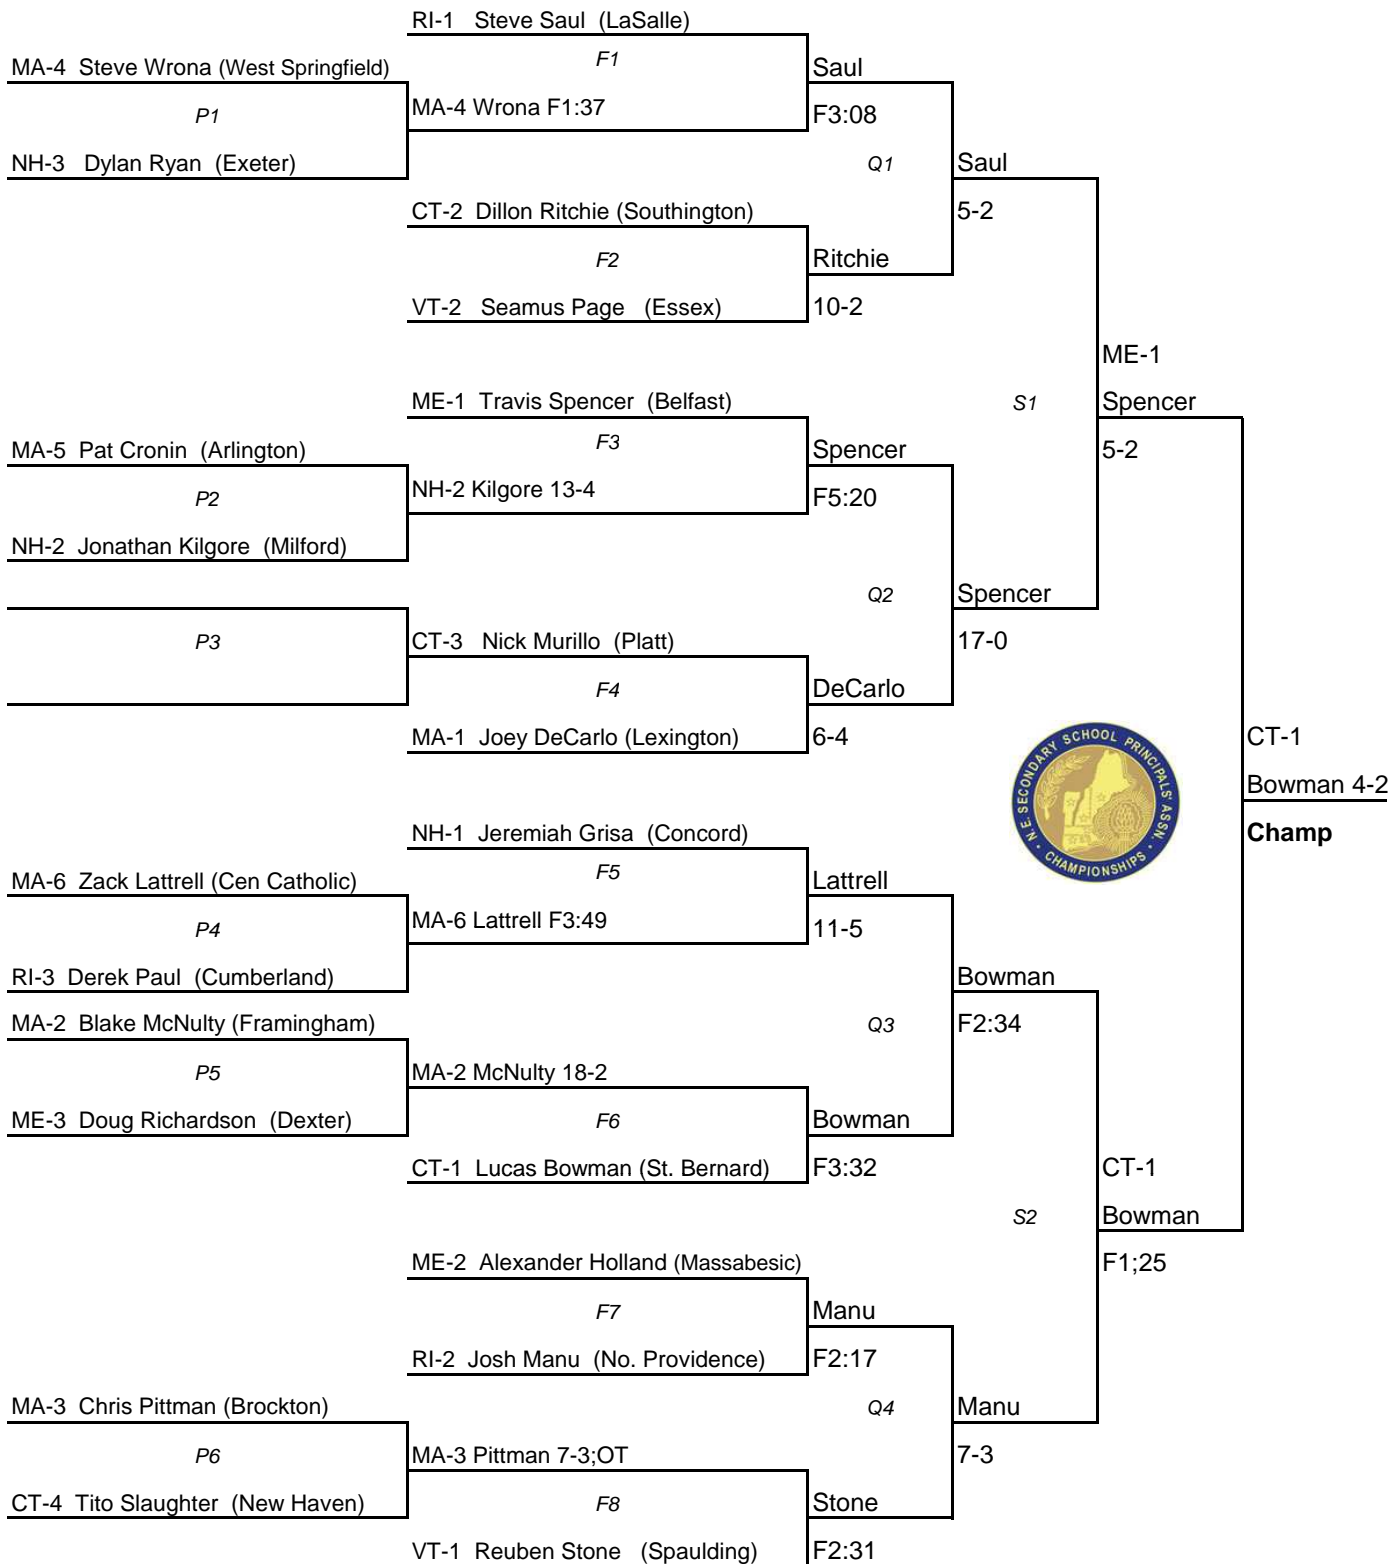 RI-1 Steve Saul (LaSalle)
F1
MA-4 Steve Wrona (West Springfield)
Saul
P1
MA-4 Wrona F1:37
F3:08
NH-3 Dylan Ryan (Exeter)
Q1
Saul
CT-2 Dillon Ritchie (Southington)
5-2
F2
Ritchie
VT-2 Seamus Page (Essex)
10-2
ME-1
ME-1 Travis Spencer (Belfast)
S1
Spencer
F3
MA-5 Pat Cronin (Arlington)
Spencer
5-2
P2
NH-2 Kilgore 13-4
F5:20
NH-2 Jonathan Kilgore (Milford)
Q2
Spencer
P3
CT-3 Nick Murillo (Platt)
17-0
F4
DeCarlo
MA-1 Joey DeCarlo (Lexington)
6-4
N.E. SECONDARY SCHOOL PRINCIPALS' ASSN.
CHAMPIONSHIPS
CT-1
Bowman 4-2
Champ
NH-1 Jeremiah Grisa (Concord)
F5
MA-6 Zack Lattrell (Cen Catholic)
Lattrell
P4
MA-6 Lattrell F3:49
11-5
RI-3 Derek Paul (Cumberland)
Bowman
MA-2 Blake McNulty (Framingham)
Q3
F2:34
P5
MA-2 McNulty 18-2
ME-3 Doug Richardson (Dexter)
F6
Bowman
CT-1 Lucas Bowman (St. Bernard)
F3:32
CT-1
S2
Bowman
ME-2 Alexander Holland (Massabesic)
F1;25
F7
Manu
RI-2 Josh Manu (No. Providence)
F2:17
MA-3 Chris Pittman (Brockton)
Q4
Manu
P6
MA-3 Pittman 7-3;OT
7-3
CT-4 Tito Slaughter (New Haven)
F8
Stone
VT-1 Reuben Stone (Spaulding)
F2:31